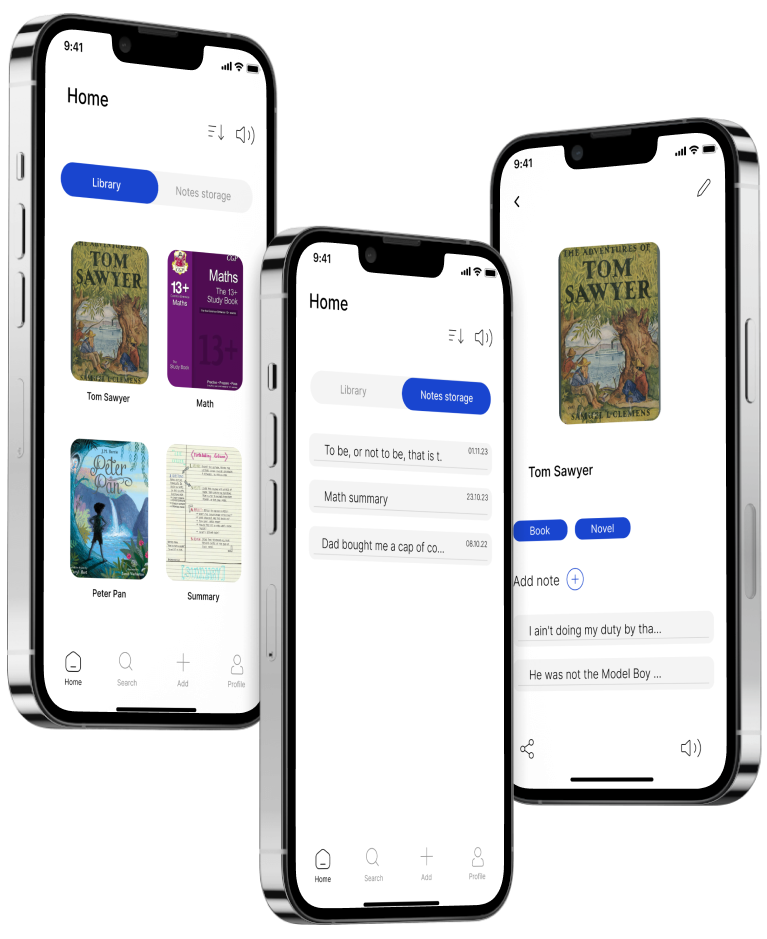 9:41
Home
Library
Notes storage
THE ADVENTURES OF
TOM
SAWYER
SAMUEL L CLEMENS
Tom Sawyer
CGP
13+
Maths
Maths
The 13+
Study Book
13+
Study Book
Math
Peter
Pan
Peter Pan
Summary
Home
Search
Add
Profile
9:41
Home
Library
Notes storage
To be, or not to be, that is t.
01.11.23
Math summary
23.10.23
Dad bought me a cap of co...
08.10.22
Home
Search
Add
Profile
9:41
THE ADVENTURES OF
TOM
SAWYER
SAMUEL L CLEMENS
Tom Sawyer
Book
Novel
Add note
I ain't doing my duty by tha...
He was not the Model Boy ...